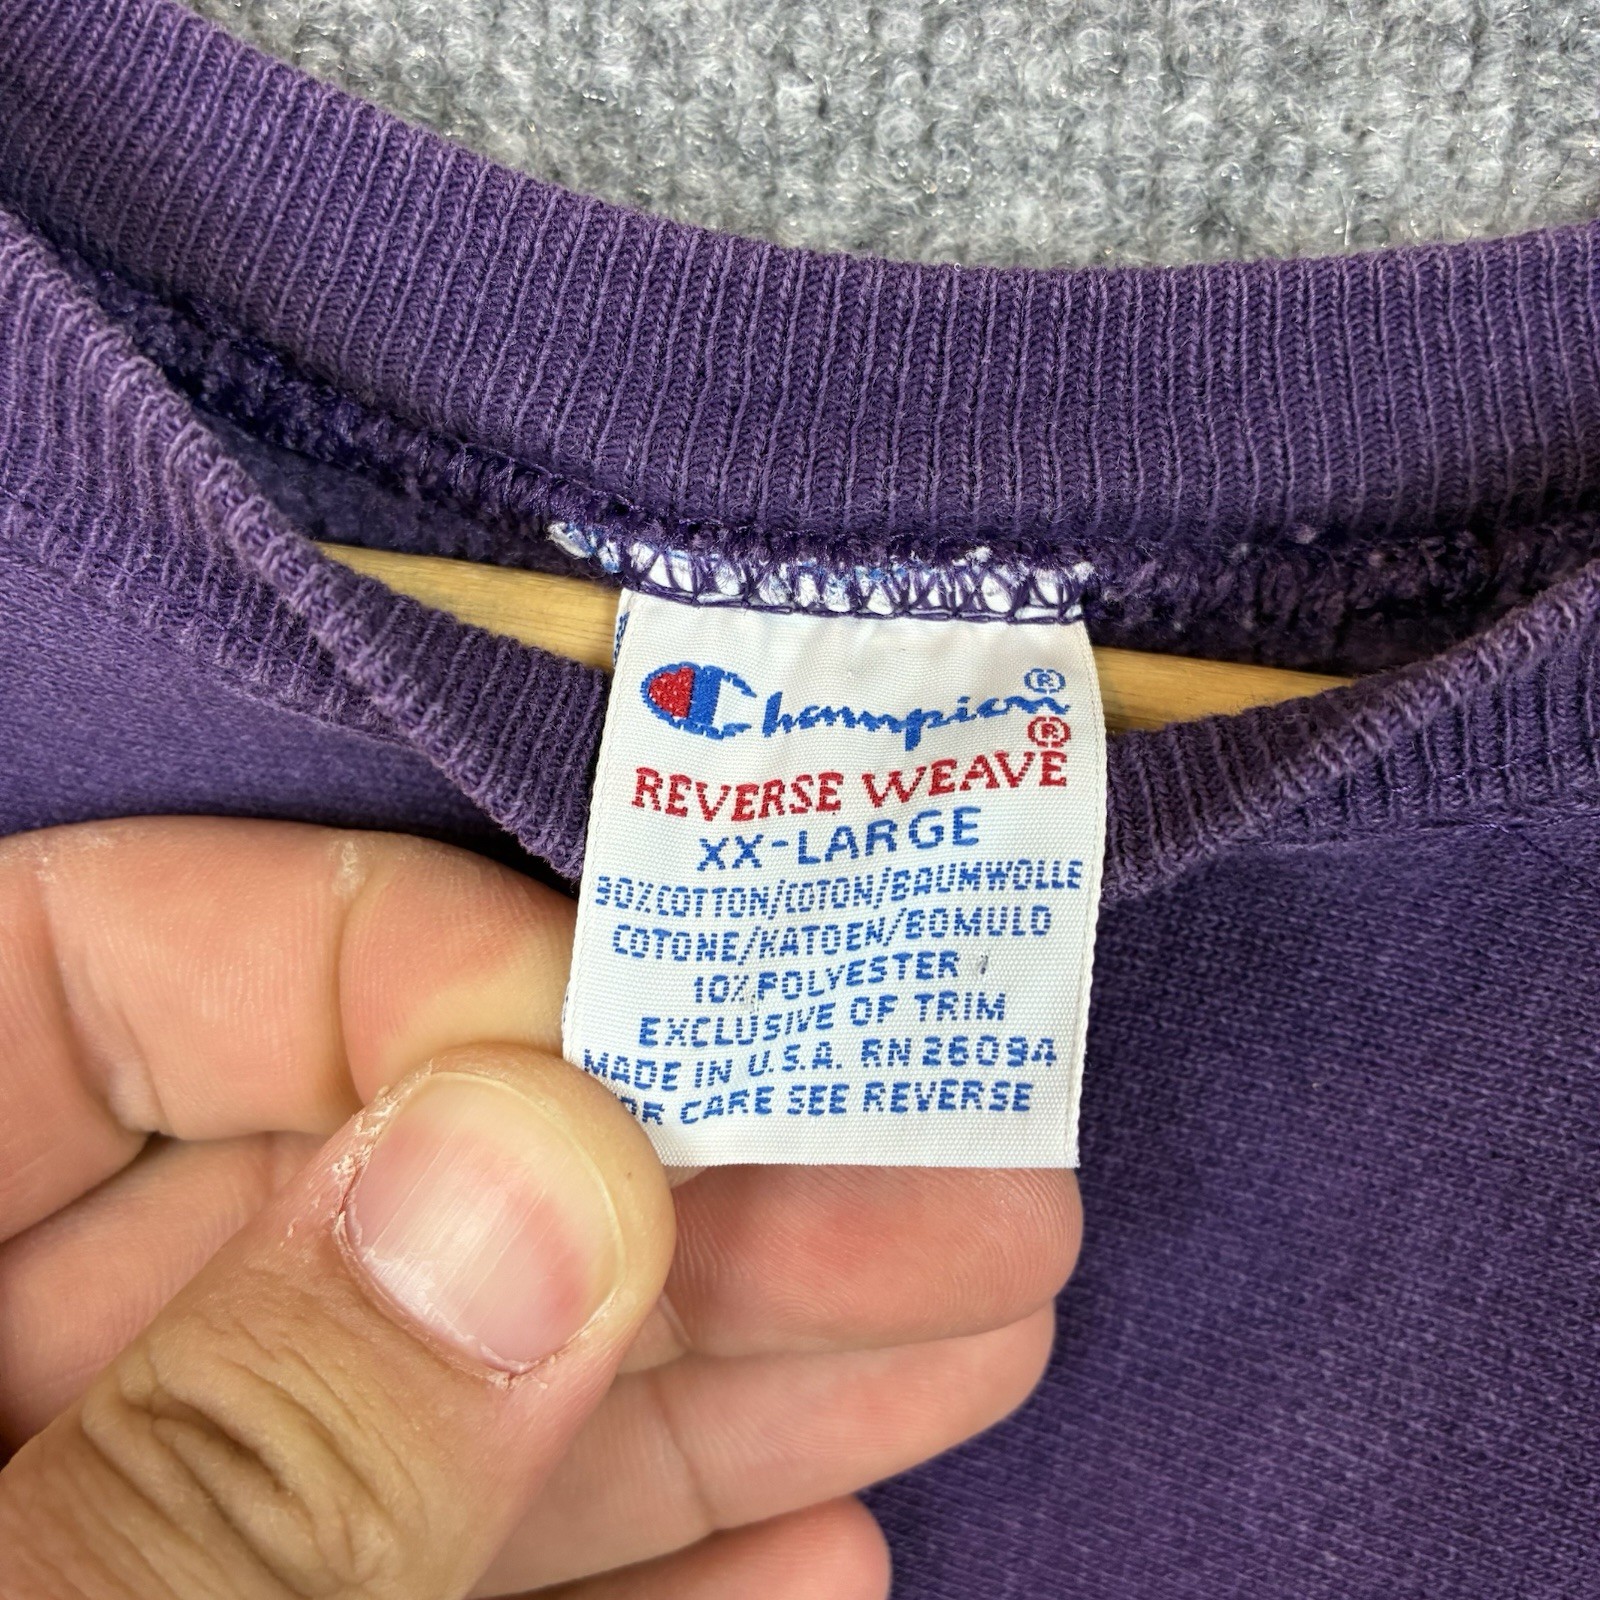 Champion®
REVERSE WEAVE®
XX-LARGE
90% COTTON/COTON/BAUMWOLLE
COTONE/KATOEN/BOMULD
10% POLYESTER
EXCLUSIVE OF TRIM
MADE IN U.S.A. RN 26094
CARE SEE REVERSE